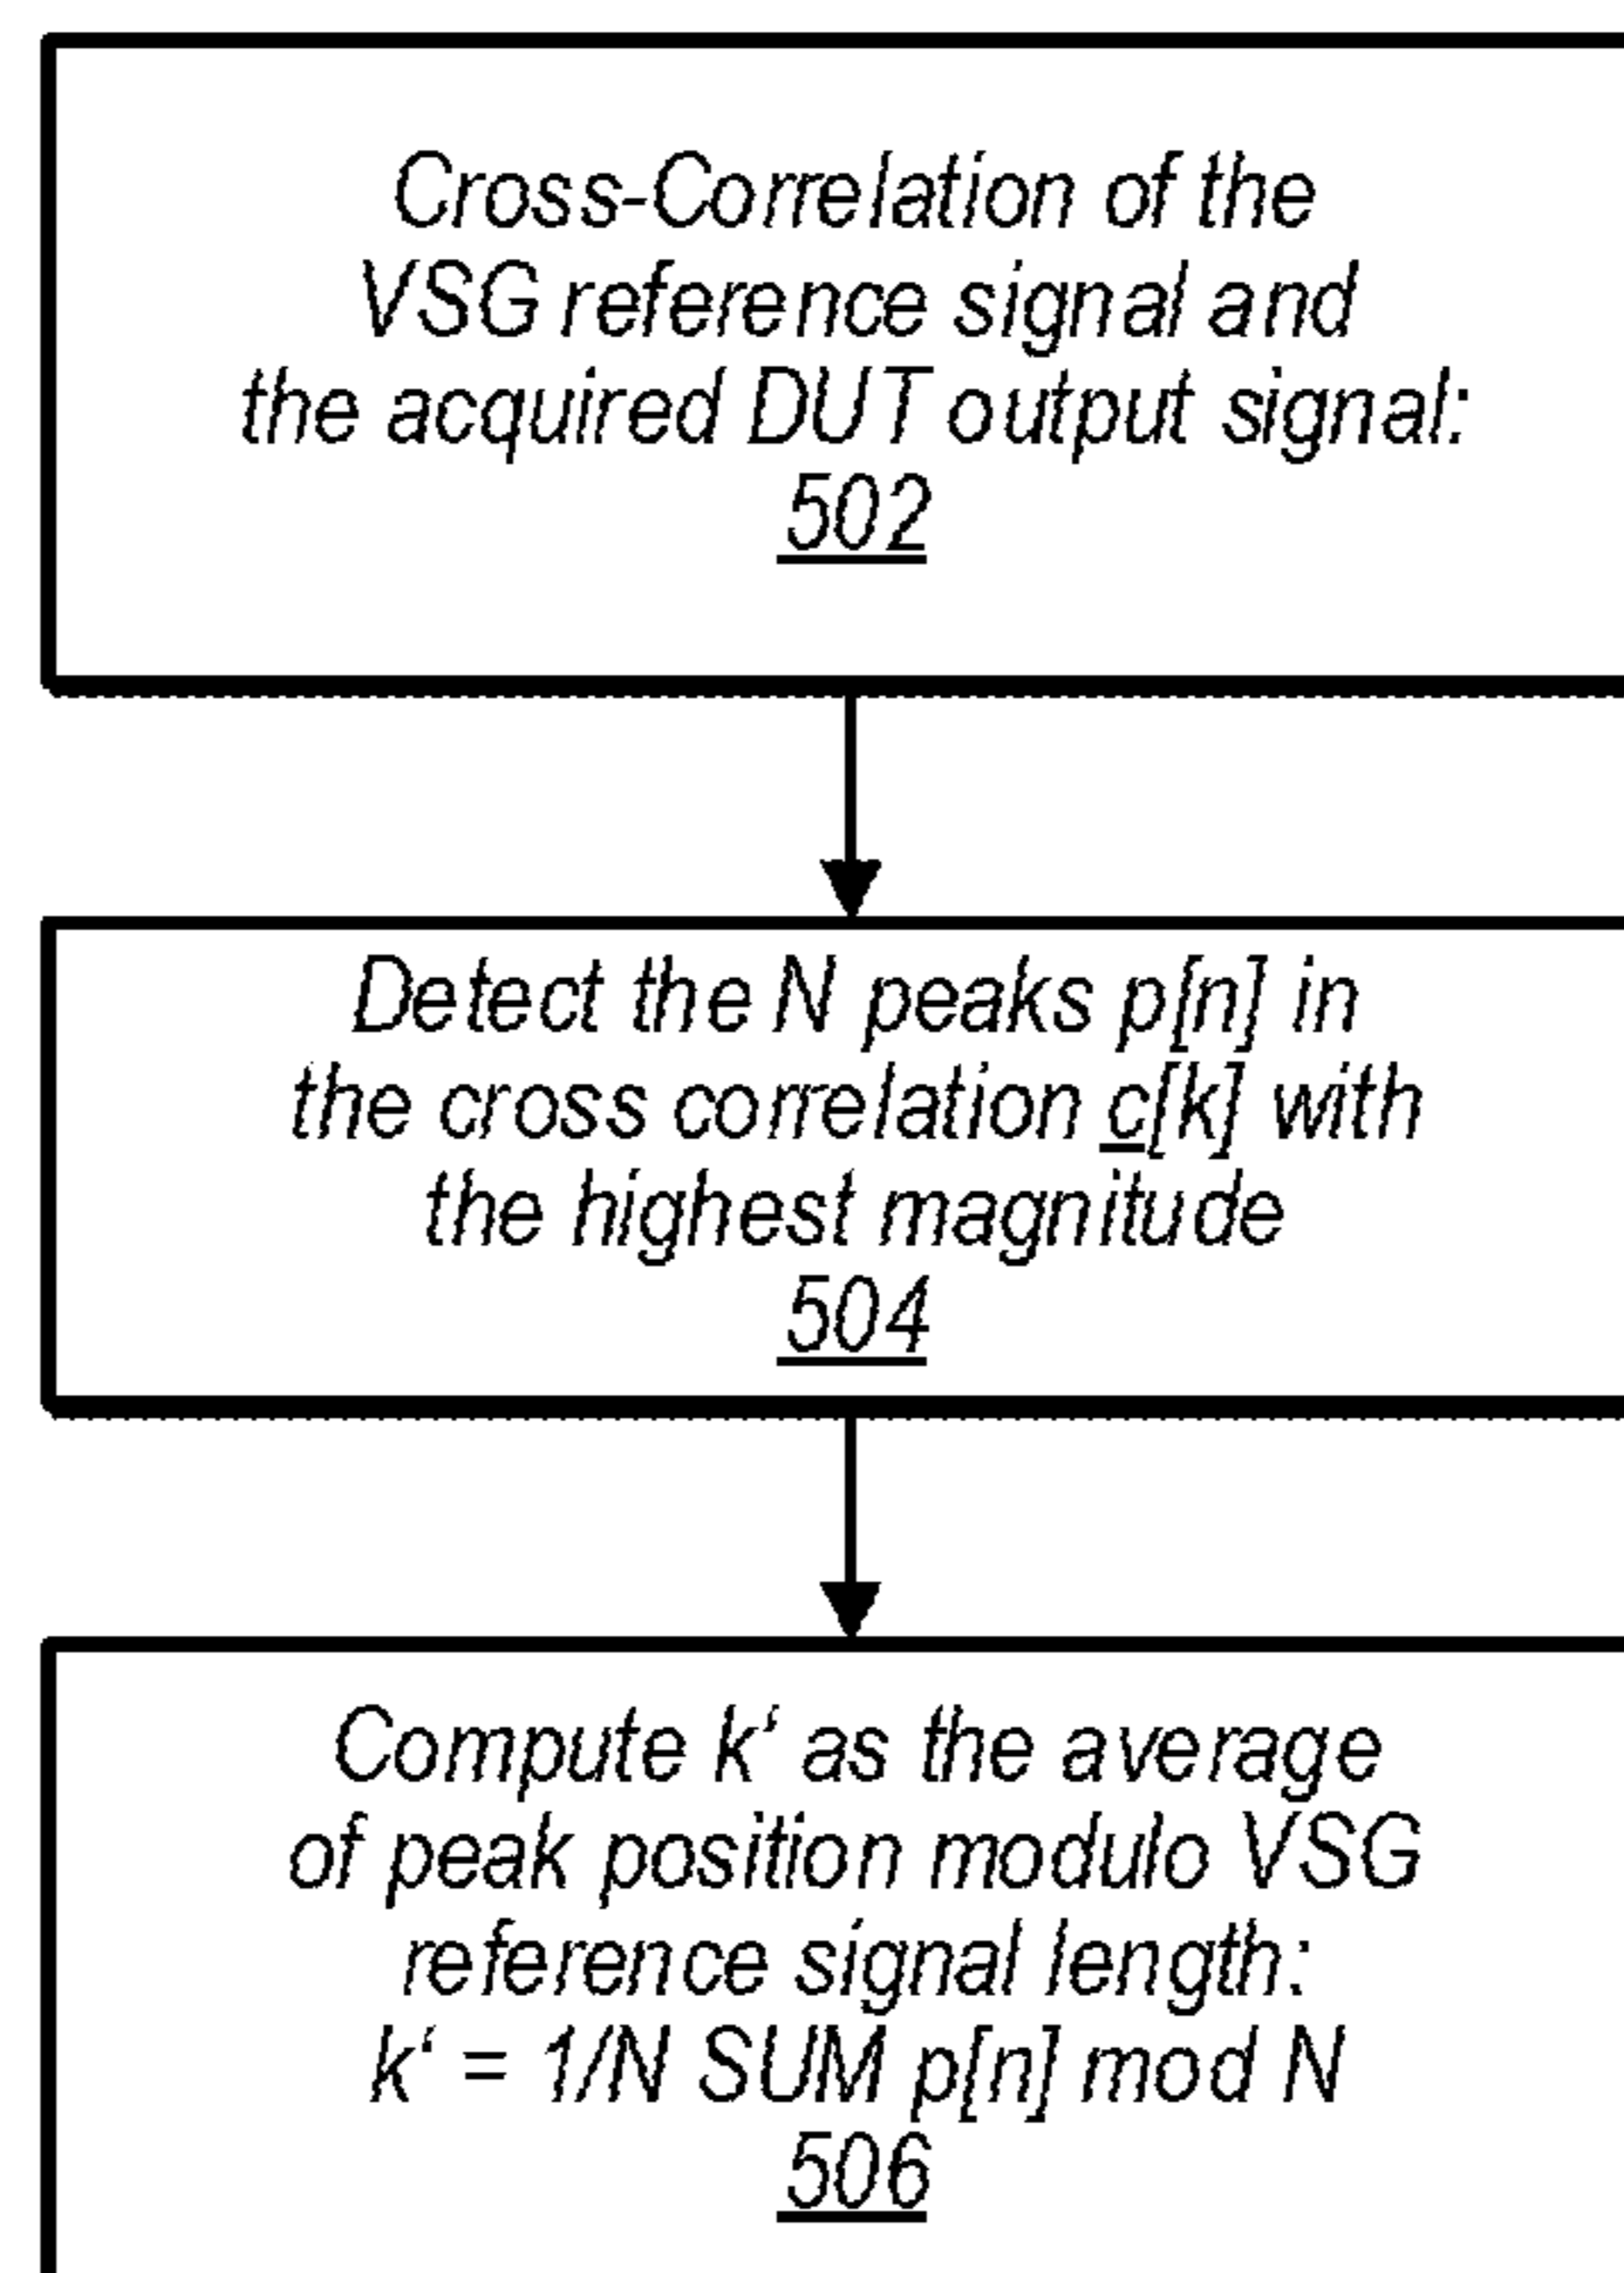 Cross-Correlation of the
VSG reference signal and
the acquired DUT output signal:
502
Detect the N peaks p[n] in
the cross correlation c[k] with
the highest magnitude
504
Compute k‘ as the average
of peak position modulo VSG
reference signal length:
k‘ = 1/N SUM p[n] mod N
506